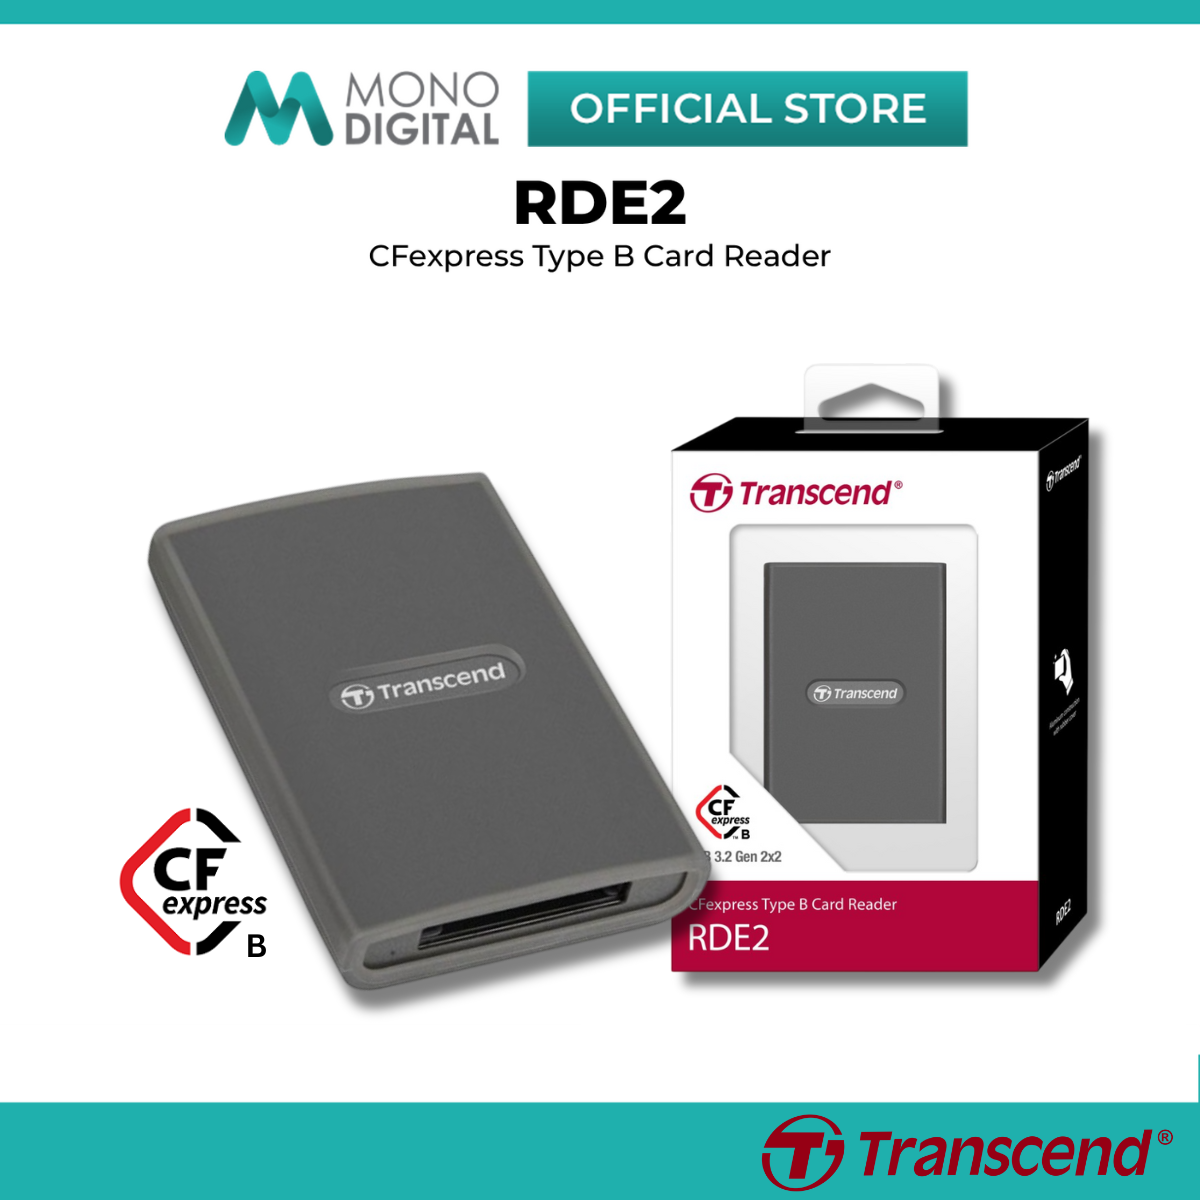 MONO
DIGITAL
OFFICIAL STORE
RDE2
CFexpress Type B Card Reader
Transcend®
Transcend
Transcend
Transcend
CF
express
B
CF
express
™ B
3.2 Gen 2x2
CFexpress Type B Card Reader
RDE2
RDE2
Transcend®